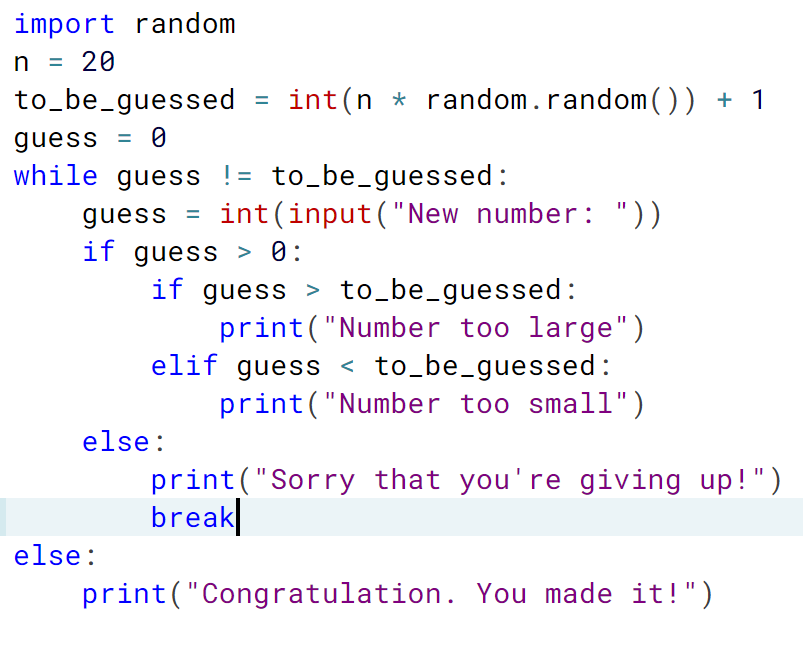 import random
n = 20
to_be_guessed = int(n * random.random()) + 1
guess = 0
while guess != to_be_guessed:
    guess = int(input("New number: "))
    if guess > 0:
        if guess > to_be_guessed:
            print("Number too large")
        elif guess < to_be_guessed:
            print("Number too small")
    else:
        print("Sorry that you're giving up!")
        break
else:
    print("Congratulation. You made it!")